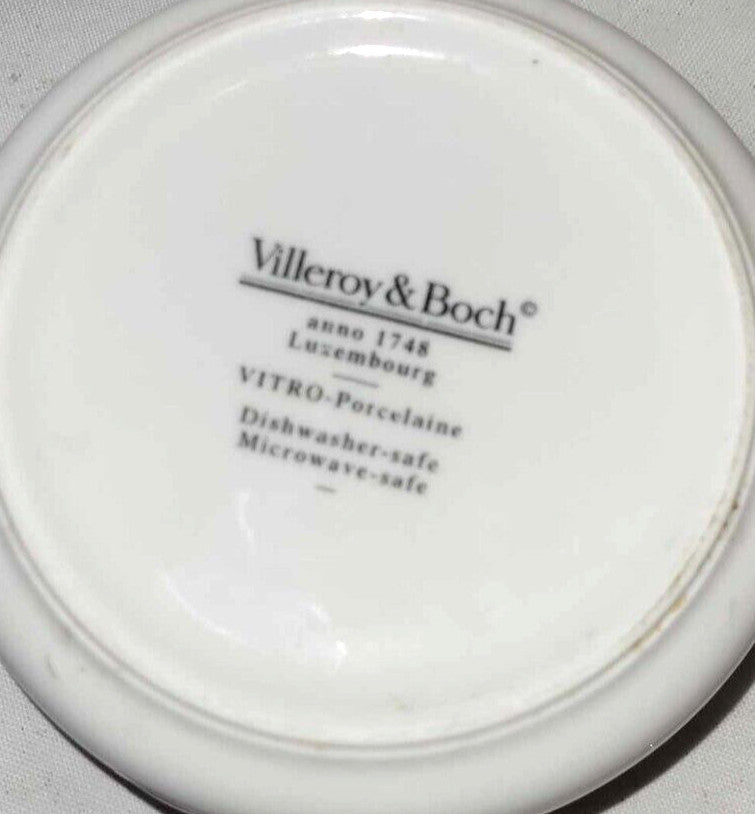 Villeroy & Boch©
anno 1748
Luxembourg
VITRO-Porcelaine
Dishwasher-safe
Microwave-safe